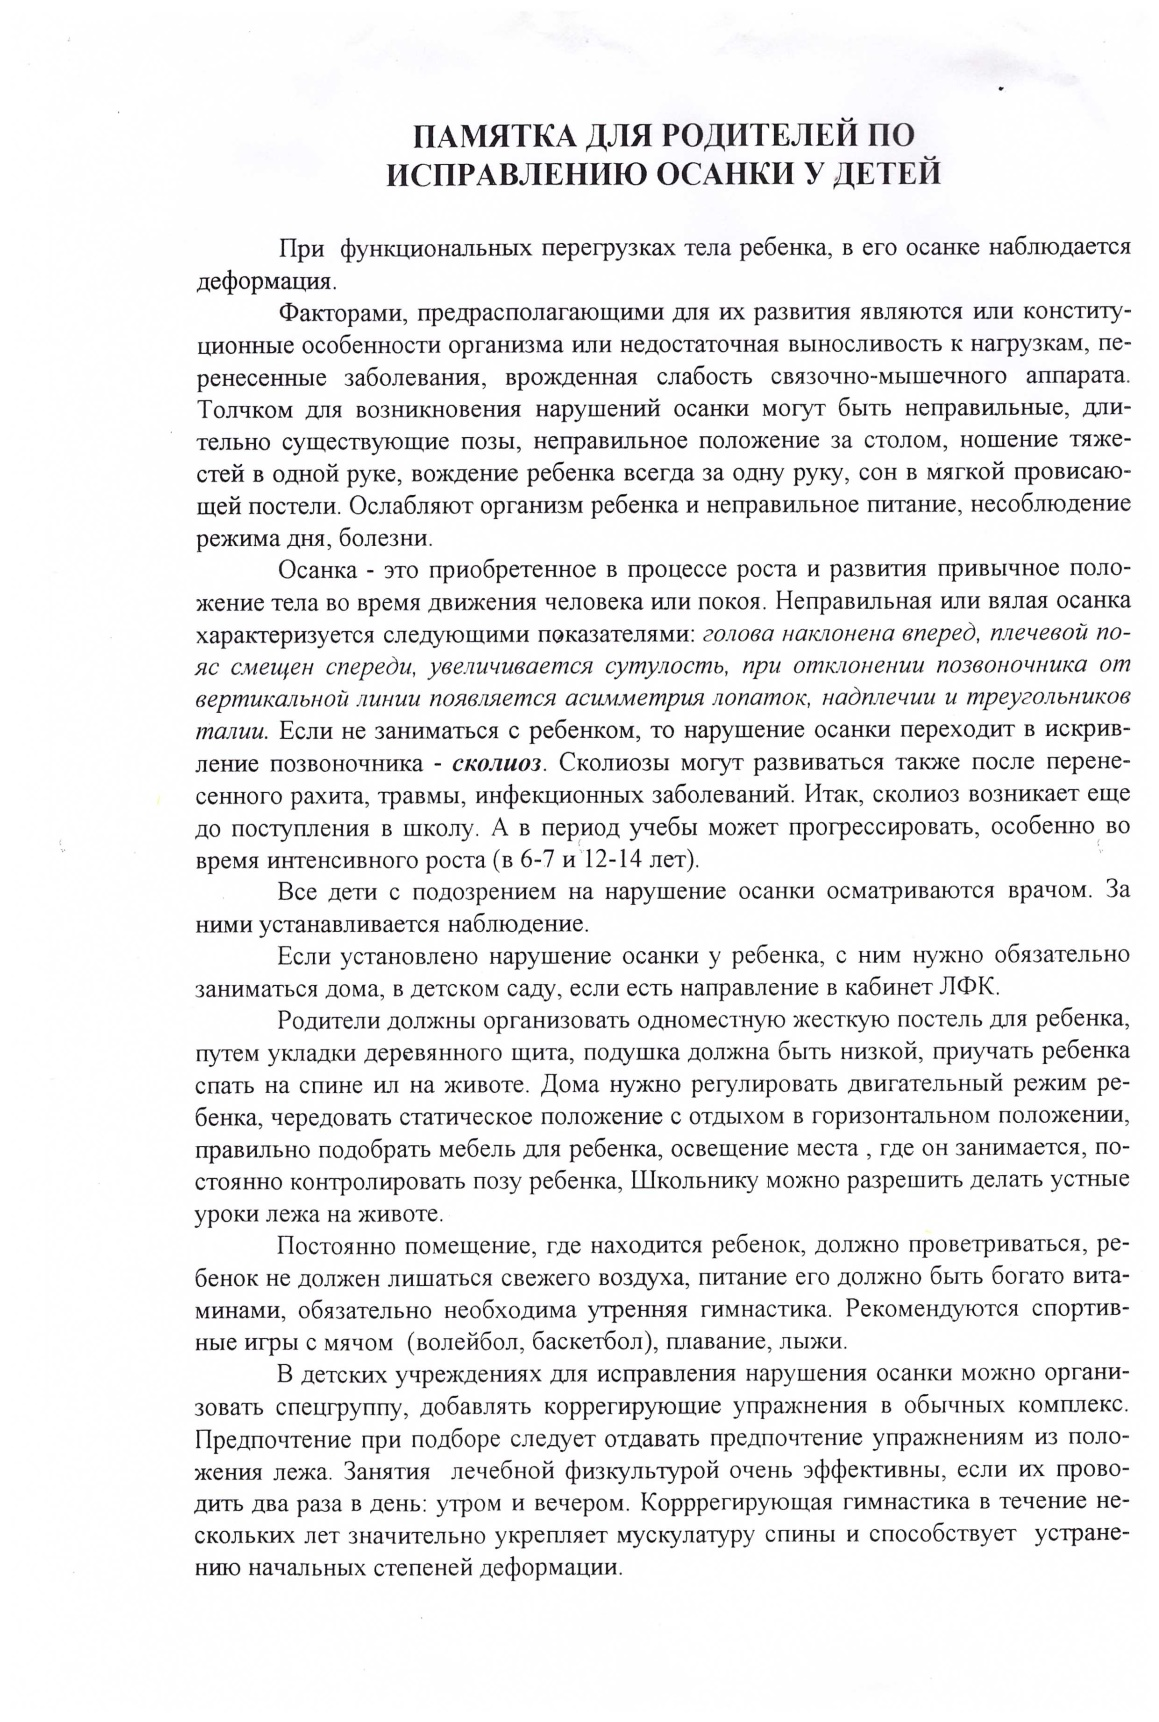 ПАМЯТКА ДЛЯ РОДИТЕЛЕЙ ПО
ИСПРАВЛЕНИЮ ОСАНКИ У ДЕТЕЙ
При функциональных перегрузках тела ребенка, в его осанке наблюдается
деформация.
Факторами, предрасполагающими для их развития являются или конститу-
ционные особенности организма или недостаточная выносливость к нагрузкам, пе-
ренесенные заболевания, врожденная слабость связочно-мышечного аппарата.
Толчком для возникновения нарушений осанки могут быть неправильные, дли-
тельно существующие позы, неправильное положение за столом, ношение тяже-
стей в одной руке, вождение ребенка всегда за одну руку, сон в мягкой провисаю-
щей постели. Ослабляют организм ребенка и неправильное питание, несоблюдение
режима дня, болезни.
Осанка - это приобретенное в процессе роста и развития привычное поло-
жение тела во время движения человека или покоя. Неправильная или вялая осанка
характеризуется следующими показателями: голова наклонена вперед, плечевой по-
яс смещен спереди, увеличивается сутулость, при отклонении позвоночника от
вертикальной линии появляется асимметрия лопаток, надплечии и треугольников
талии. Если не заниматься с ребенком, то нарушение осанки переходит в искрив-
ление позвоночника - сколиоз. Сколиозы могут развиваться также после перене-
сенного рахита, травмы, инфекционных заболеваний. Итак, сколиоз возникает еще
до поступления в школу. А в период учебы может прогрессировать, особенно во
время интенсивного роста (в 6-7 и 12-14 лет).
Все дети с подозрением на нарушение осанки осматриваются врачом. За
ними устанавливается наблюдение.
Если установлено нарушение осанки у ребенка, с ним нужно обязательно
заниматься дома, в детском саду, если есть направление в кабинет ЛФК.
Родители должны организовать одноместную жесткую постель для ребенка,
путем укладки деревянного щита, подушка должна быть низкой, приучать ребенка
спать на спине ил на животе. Дома нужно регулировать двигательный режим ре-
бенка, чередовать статическое положение с отдыхом в горизонтальном положении,
правильно подобрать мебель для ребенка, освещение места , где он занимается, по-
стоянно контролировать позу ребенка, Школьнику можно разрешить делать устные
уроки лежа на животе.
Постоянно помещение, где находится ребенок, должно проветриваться, ре-
бенок не должен лишаться свежего воздуха, питание его должно быть богато вита-
минами, обязательно необходима утренняя гимнастика. Рекомендуются спортив-
ные игры с мячом (волейбол, баскетбол), плавание, лыжи.
В детских учреждениях для исправления нарушения осанки можно органи-
зовать спецгруппу, добавлять коррегирующие упражнения в обычных комплекс.
Предпочтение при подборе следует отдавать предпочтение упражнениям из поло-
жения лежа. Занятия лечебной физкультурой очень эффективны, если их прово-
дить два раза в день: утром и вечером. Корррегирующая гимнастика в течение не-
скольких лет значительно укрепляет мускулатуру спины и способствует устране-
нию начальных степеней деформации.